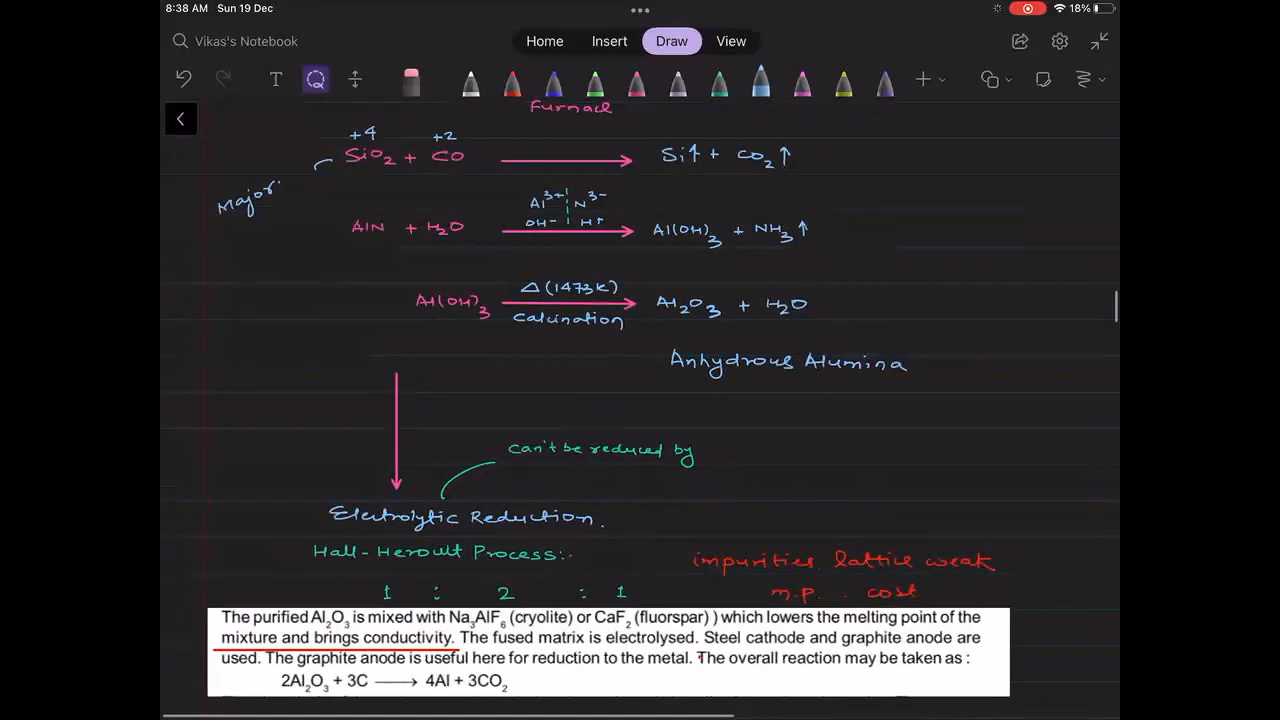 8:38 AM Sun 19 Dec
18%
Vikas's Notebook
Home Insert Draw View
Furnace
+4 +2
SiO₂ + CO ⟶ Si↑ + CO₂↑
Major
Al³⁺ N³⁻
OH⁻ H⁺
AlN + H₂O ⟶ Al(OH)₃ + NH₃↑
Δ(1473K)
Al(OH)₃ ⟶ Al₂O₃ + H₂O
Calcination
Anhydrous Alumina
Can't be reduced by
Electrolytic Reduction.
Hall-Heroult Process:-
impurities lattice weak
1 : 2 : 1
m.p. cost
The purified Al₂O₃ is mixed with Na₃AlF₆ (cryolite) or CaF₂ (fluorspar) ) which lowers the melting point of the
mixture and brings conductivity. The fused matrix is electrolysed. Steel cathode and graphite anode are
used. The graphite anode is useful here for reduction to the metal. The overall reaction may be taken as :
2Al₂O₃ + 3C ⟶ 4Al + 3CO₂